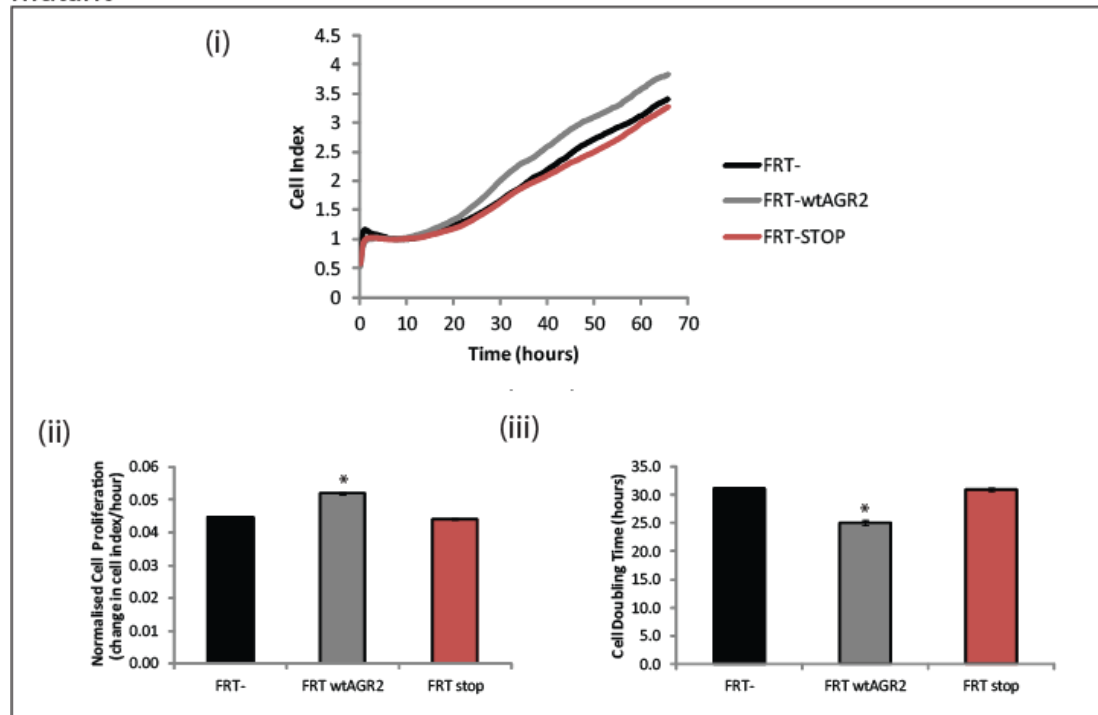 (i)
4.5
4
3.5
3
2.5
2
1.5
1
0.5
0
Cell Index
0 10 20 30 40 50 60 70
Time (hours)
FRT-
FRT-wtAGR2
FRT-STOP
(ii)
Normalised Cell Proliferation
(change in cell index/hour)
0.06
0.05
0.04
0.03
0.02
0.01
0.00
*
FRT- FRT wtAGR2 FRT stop
(iii)
Cell Doubling Time (hours)
35.0
30.0
25.0
20.0
15.0
10.0
5.0
0.0
*
FRT- FRT wtAGR2 FRT stop